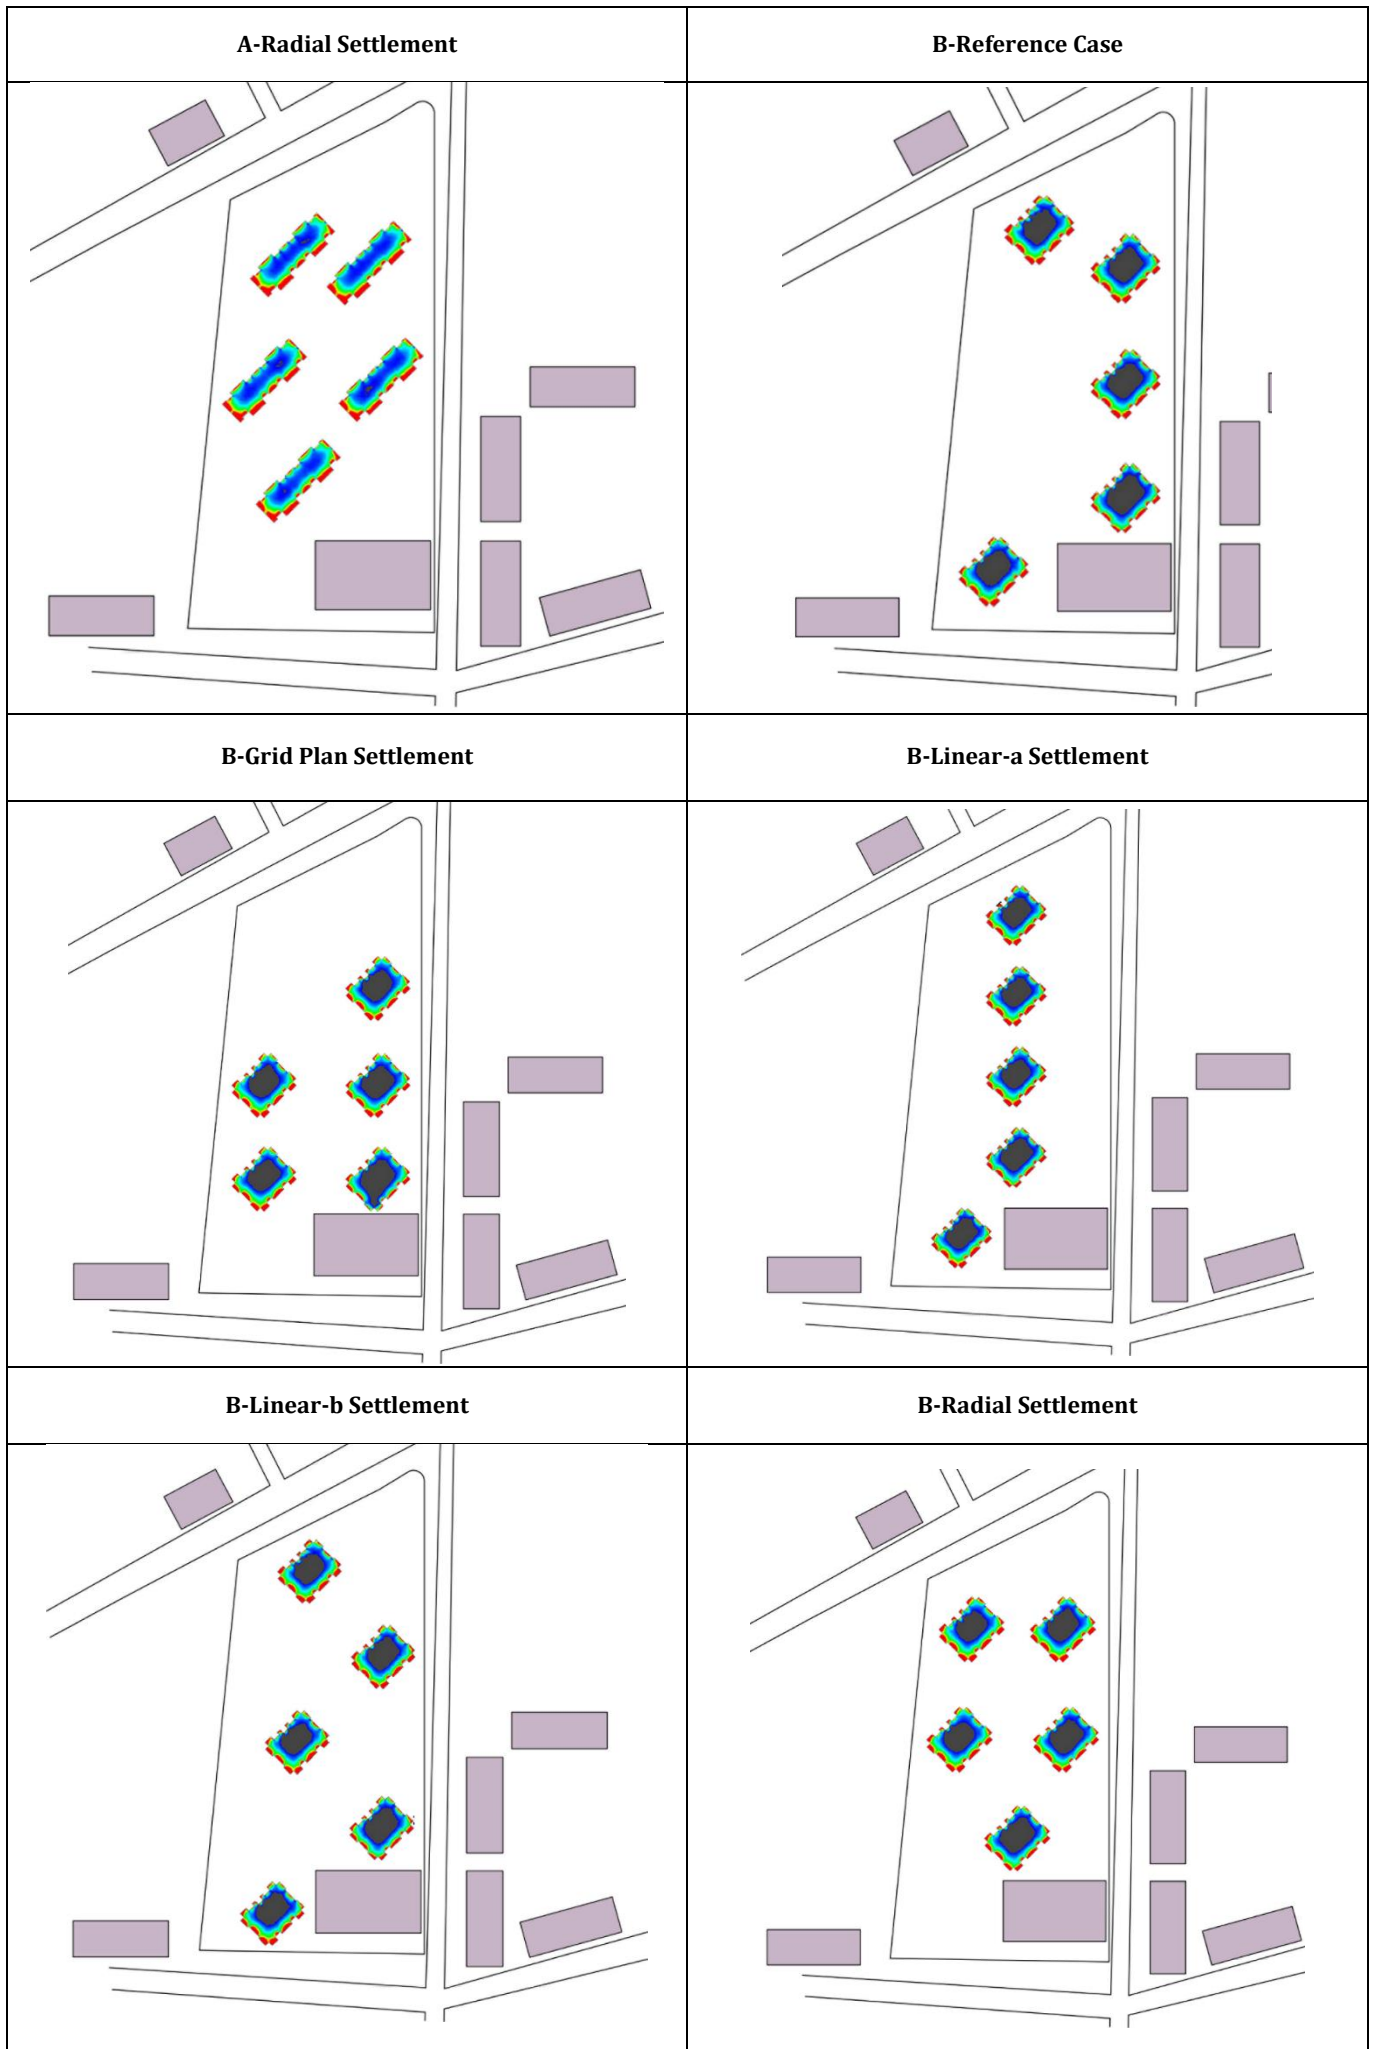 A-Radial Settlement
B-Reference Case
B-Grid Plan Settlement
B-Linear-a Settlement
B-Linear-b Settlement
B-Radial Settlement